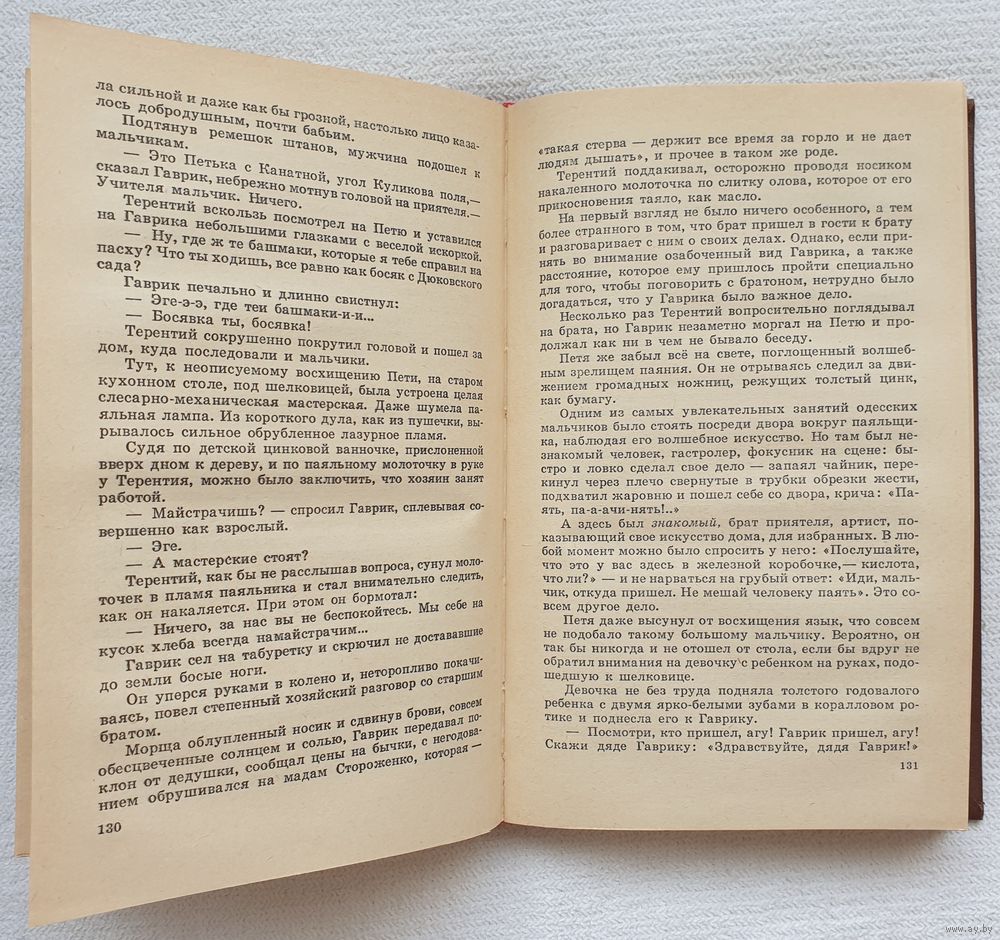 ла сильной и даже как бы грозной, настолько лицо каза-
лось добродушным, почти бабьим.
Подтянув ремешок штанов, мужчина подошел к
мальчикам.
— Это Петька с Канатной, угол Куликова поля,—
сказал Гаврик, небрежно мотнув головой на приятеля.—
Учителя мальчик. Ничего.
Терентий вскользь посмотрел на Петю и уставился
на Гаврика небольшими глазками с веселой искоркой.
— Ну, где ж те башмаки, которые я тебе справил на
пасху? Что ты ходишь, все равно как босяк с Дюковского
сада?
Гаврик печально и длинно свистнул:
— Эге-э-э, где теи башмаки-и-и...
— Босявка ты, босявка!
Терентий сокрушенно покрутил головой и пошел за
дом, куда последовали и мальчики.
Тут, к неописуемому восхищению Пети, на старом
кухонном столе, под шелковицей, была устроена целая
слесарно-механическая мастерская. Даже шумела па-
яльная лампа. Из короткого дула, как из пушечки, вы-
рывалось сильное обрубленное лазурное пламя.
Судя по детской цинковой ванночке, прислоненной
вверх дном к дереву, и по паяльному молоточку в руке
у Терентия, можно было заключить, что хозяин занят
работой.
— Майстрачишь? — спросил Гаврик, сплевывая со-
вершенно как взрослый.
— Эге.
— А мастерские стоят?
Терентий, как бы не расслышав вопроса, сунул моло-
точек в пламя паяльника и стал внимательно следить,
как он накаляется. При этом он бормотал:
— Ничего, за нас вы не беспокойтесь. Мы себе на
кусок хлеба всегда намайстрачим...
Гаврик сел на табуретку и скрючил не достававшие
до земли босые ноги.
Он уперся руками в колено и, неторопливо покачи-
ваясь, повел степенный хозяйский разговор со старшим
братом.
Морща облупленный носик и сдвинув брови, совсем
обесцвеченные солнцем и солью, Гаврик передавал по-
клон от дедушки, сообщал цены на бычки, с негодова-
нием обрушивался на мадам Стороженко, которая —
130
«такая стерва — держит все время за горло и не дает
людям дышать», и прочее в таком же роде.
Терентий поддакивал, осторожно проводя носиком
накаленного молоточка по слитку олова, которое от его
прикосновения таяло, как масло.
На первый взгляд не было ничего особенного, а тем
более странного в том, что брат пришел в гости к брату
и разговаривает с ним о своих делах. Однако, если при-
нять во внимание озабоченный вид Гаврика, а также
расстояние, которое ему пришлось пройти специально
для того, чтобы поговорить с братоном, нетрудно было
догадаться, что у Гаврика было важное дело.
Несколько раз Терентий вопросительно поглядывал
на брата, но Гаврик незаметно моргал на Петю и про-
должал как ни в чем не бывало беседу.
Петя же забыл всё на свете, поглощенный волшеб-
ным зрелищем паяния. Он не отрываясь следил за дви-
жением громадных ножниц, режущих толстый цинк,
как бумагу.
Одним из самых увлекательных занятий одесских
мальчиков было стоять посреди двора вокруг паяльщи-
ка, наблюдая его волшебное искусство. Но там был не-
знакомый человек, гастролер, фокусник на сцене: бы-
стро и ловко сделал свое дело — запаял чайник, пере-
кинул через плечо свернутые в трубки обрезки жести,
подхватил жаровню и пошел себе со двора, крича: «Па-
ять, па-а-ачи-нять!..»
А здесь был знакомый, брат приятеля, артист, по-
казывающий свое искусство дома, для избранных. В лю-
бой момент можно было спросить у него: «Послушайте,
что это у вас здесь в железной коробочке,— кислота,
что ли?» — и не нарваться на грубый ответ: «Иди, маль-
чик, откуда пришел. Не мешай человеку паять». Это со-
всем другое дело.
Петя даже высунул от восхищения язык, что совсем
не подобало такому большому мальчику. Вероятно, он
так бы никогда и не отошел от стола, если бы вдруг не
обратил внимания на девочку с ребенком на руках, подо-
шедшую к шелковице.
Девочка не без труда подняла толстого годовалого
ребенка с двумя ярко-белыми зубами в коралловом ро-
тике и поднесла его к Гаврику.
— Посмотри, кто пришел, агу! Гаврик пришел, агу!
Скажи дяде Гаврику: «Здравствуйте, дядя Гаврик!»
131
www.ay.by